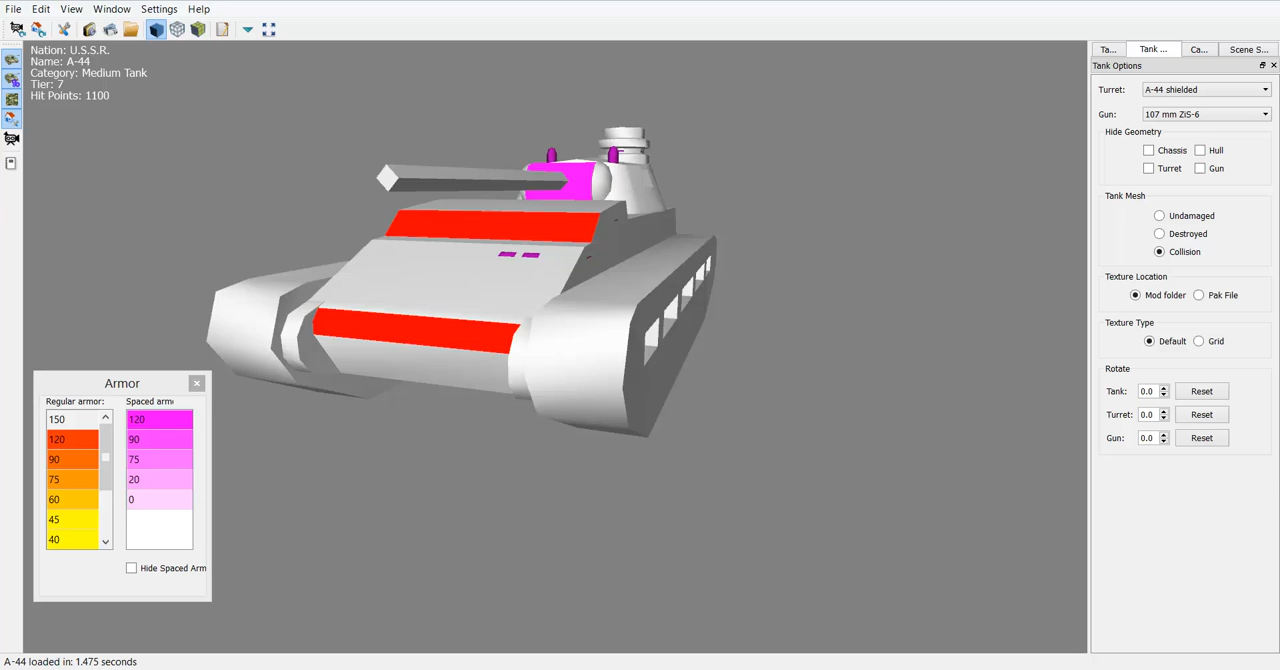 File Edit View Window Settings Help
Nation: U.S.S.R.
Name: A-44
Category: Medium Tank
Tier: 7
Hit Points: 1100
Ta... Tank ... Ca... Scene S...
Tank Options
Turret: A-44 shielded
Gun: 107 mm ZiS-6
Hide Geometry
Chassis Hull
Turret Gun
Tank Mesh
Undamaged
Destroyed
Collision
Texture Location
Mod folder Pak File
Texture Type
Default Grid
Rotate
Tank: 0.0 Reset
Turret: 0.0 Reset
Gun: 0.0 Reset
Armor
Regular armor: Spaced arm
150 120
120 90
90 75
75 20
60 0
45
40
Hide Spaced Arm
A-44 loaded in: 1.475 seconds